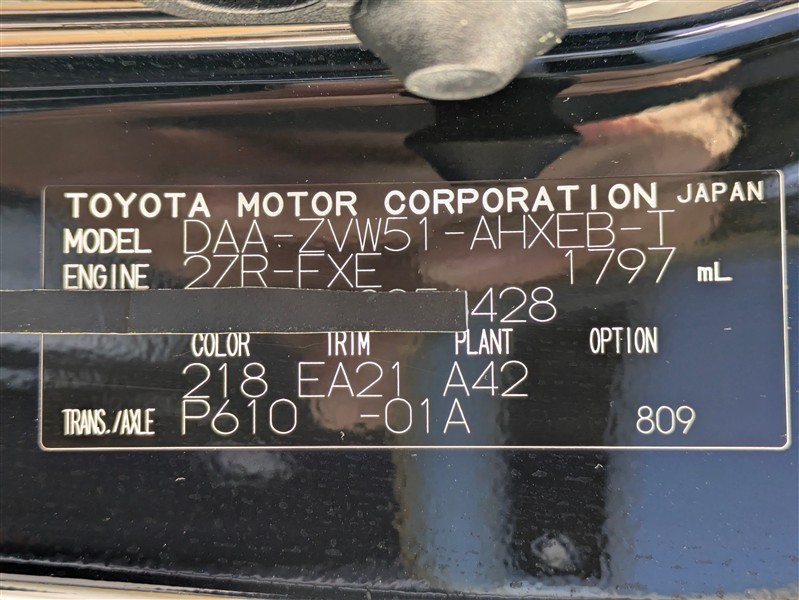 TOYOTA MOTOR CORPORATION JAPAN
MODEL DAA-ZVW51-AHXEB-T
ENGINE 2ZR-FXE 1797 mL
428
COLOR TRIM PLANT OPTION
218 EA21 A42
TRANS./AXLE P610 -01A 809